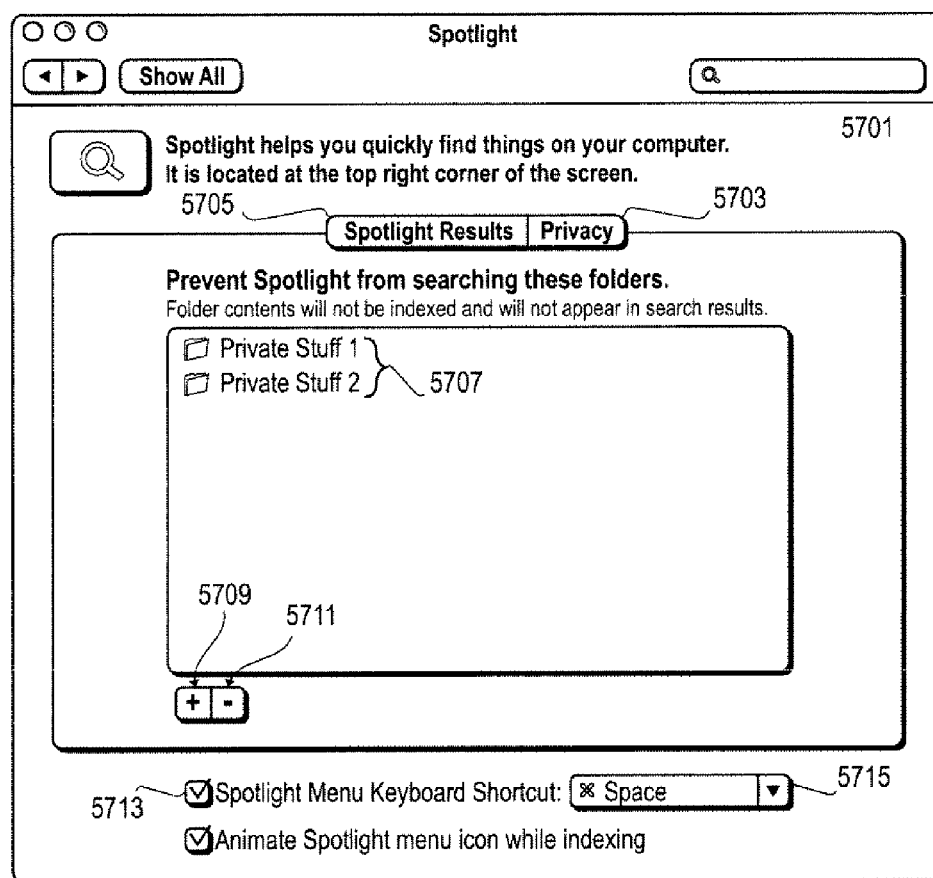 Spotlight
Show All
5701
Spotlight helps you quickly find things on your computer.
It is located at the top right corner of the screen.
5705 5703
Spotlight Results Privacy
Prevent Spotlight from searching these folders.
Folder contents will not be indexed and will not appear in search results.
Private Stuff 1
Private Stuff 2 5707
5709
5711
+ -
Spotlight Menu Keyboard Shortcut: ⌘ Space 5715
5713
Animate Spotlight menu icon while indexing